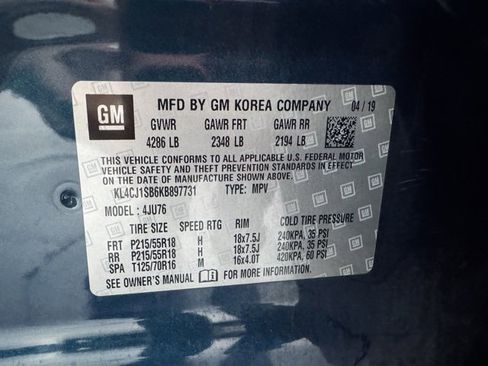 GM
MFD BY GM KOREA COMPANY 04 / 19
GVWR GAWR FRT GAWR RR
4286 LB 2348 LB 2194 LB
THIS VEHICLE CONFORMS TO ALL APPLICABLE U.S. FEDERAL MOTOR
VEHICLE SAFETY, BUMPER, AND THEFT PREVENTION STANDARDS IN
EFFECT ON THE DATE OF MANUFACTURE SHOWN ABOVE.
KL4CJ1SB6KB897731 TYPE: MPV
MODEL: 4JU76
TIRE SIZE SPEED RTG RIM COLD TIRE PRESSURE
FRT P215/55R18 H 18x7.5J 240KPA, 35 PSI
RR P215/55R18 H 18x7.5J 240KPA, 35 PSI
SPA T125/70R16 M 16x4.0T 420KPA, 60 PSI
SEE OWNER'S MANUAL FOR MORE INFORMATION.